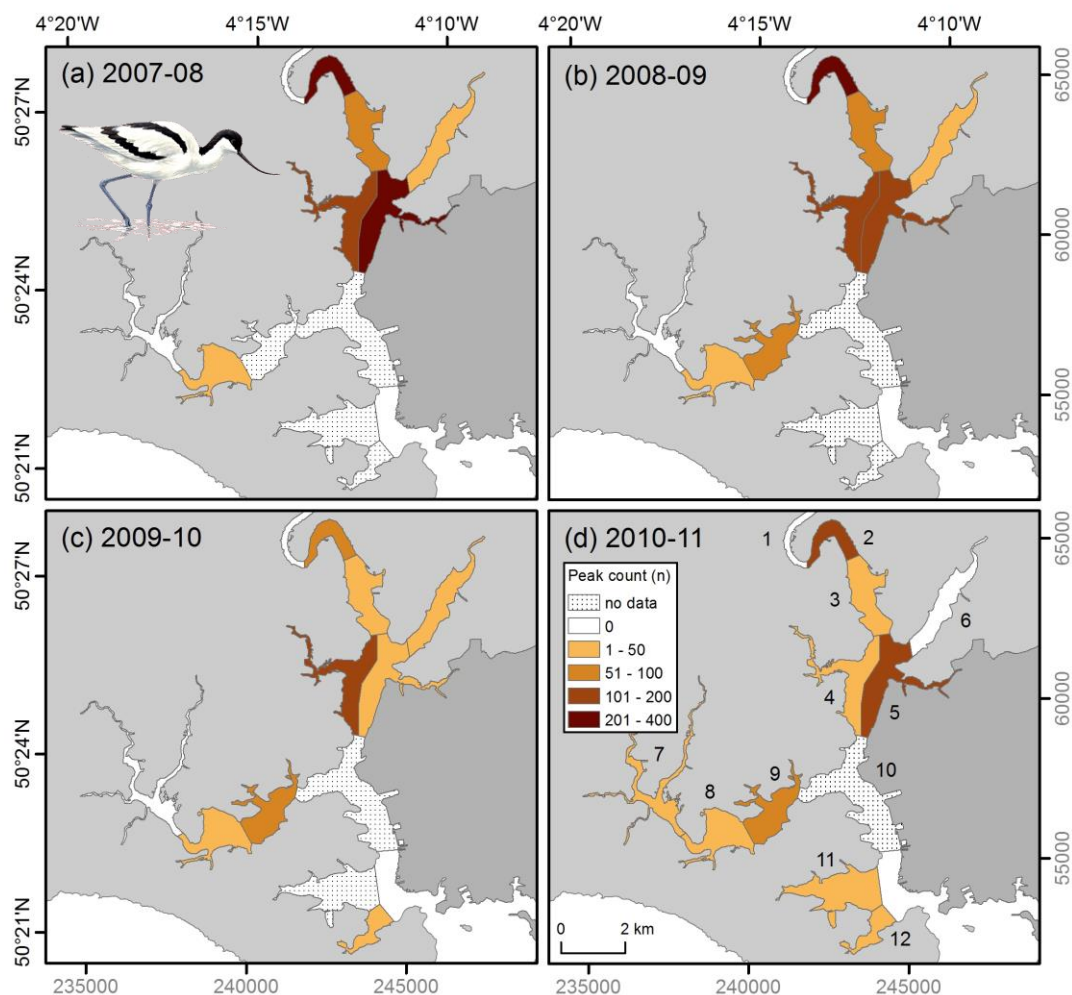 4°20'W 4°15'W 4°10'W 4°20'W 4°15'W 4°10'W
(a) 2007-08
(b) 2008-09
50°27'N
50°24'N
50°21'N
65000
60000
55000
(c) 2009-10
(d) 2010-11
50°27'N
50°24'N
50°21'N
1
2
Peak count (n)
no data
0
1 - 50
51 - 100
101 - 200
201 - 400
3
6
4
5
7
8
9
10
11
12
0 2 km
65000
60000
55000
235000 240000 245000 235000 240000 245000